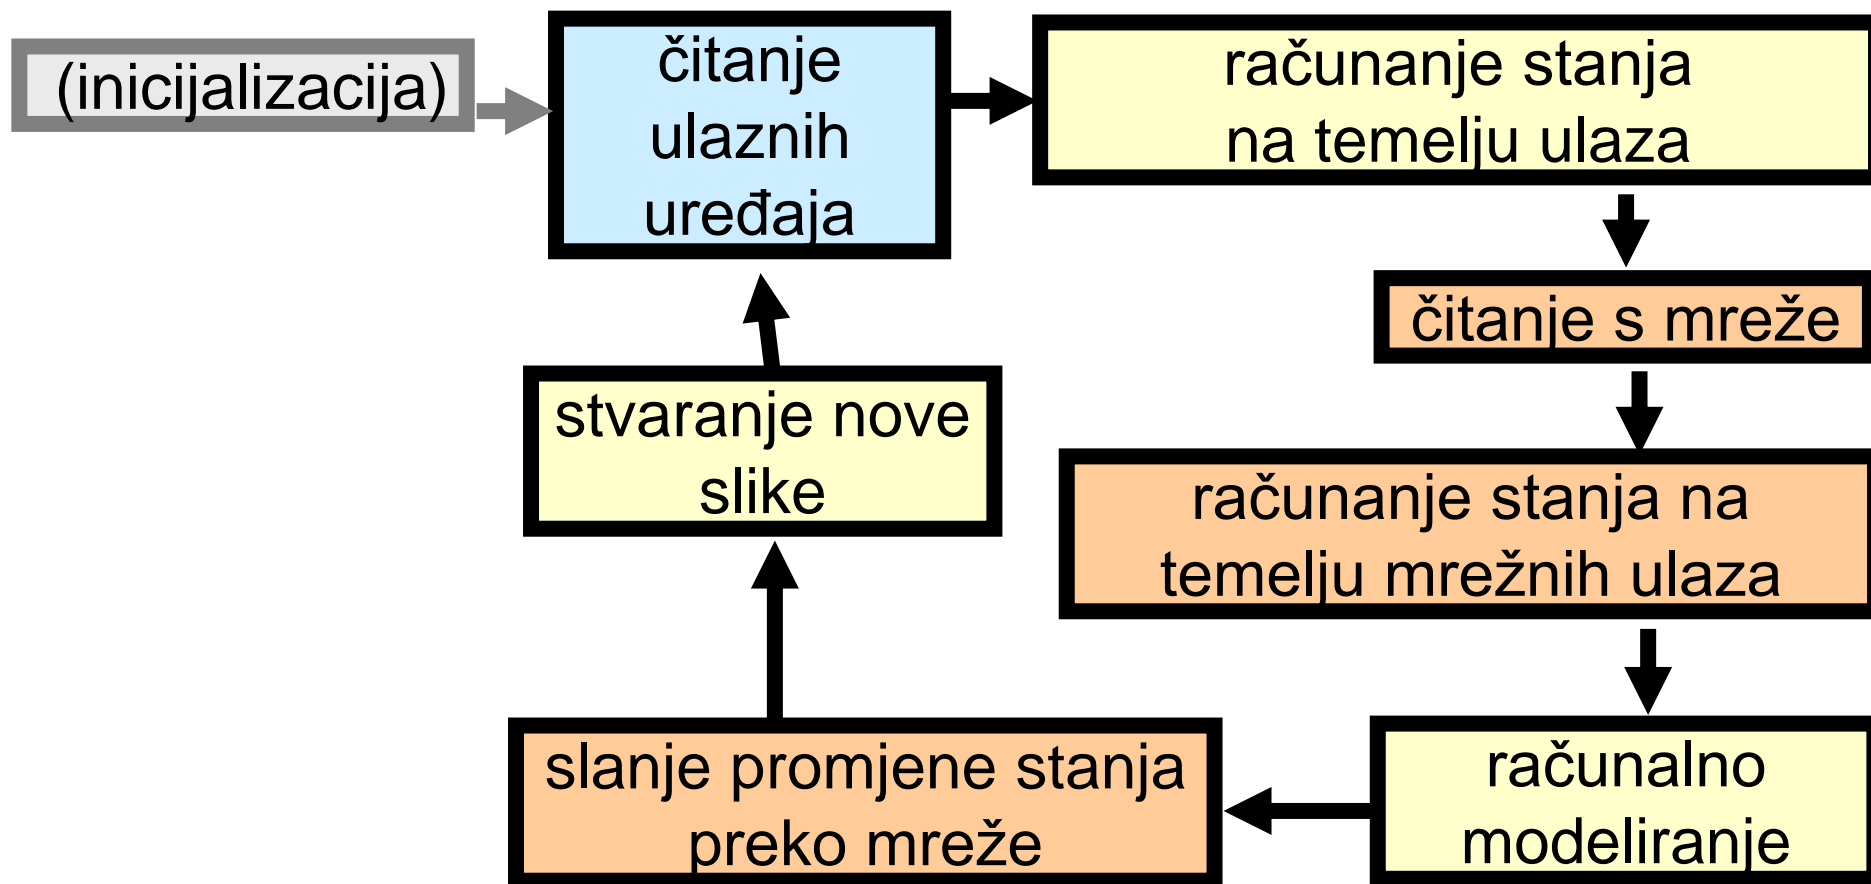 (inicijalizacija)
čitanje
ulaznih
uređaja
računanje stanja
na temelju ulaza
čitanje s mreže
računanje stanja na
temelju mrežnih ulaza
računalno
modeliranje
slanje promjene stanja
preko mreže
stvaranje nove
slike